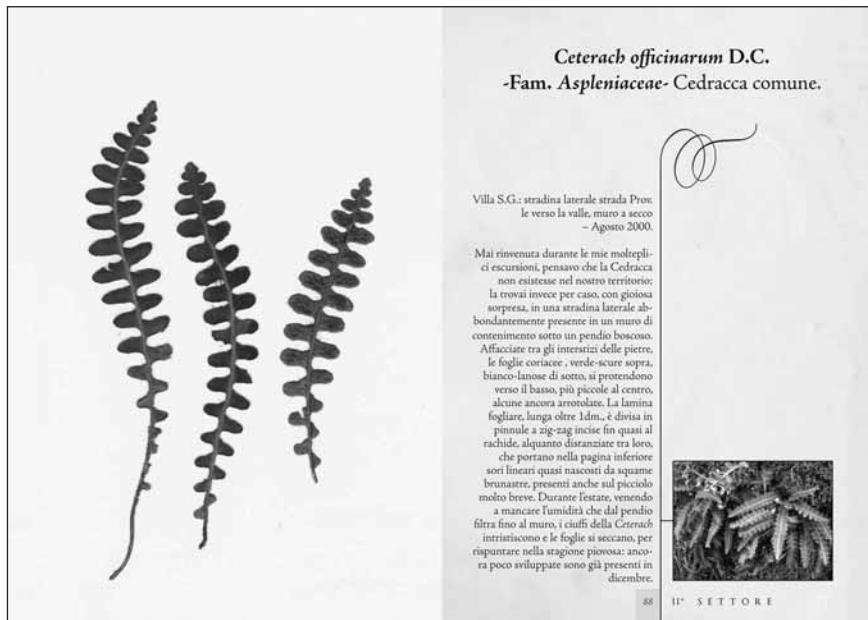 Ceterach officinarum D.C.
-Fam. Aspleniaceae- Cedracca comune.
Villa S.G.: stradina laterale strada Prov.
le verso la valle, muro a secco
– Agosto 2000.
Mai rinvenuta durante le mie moltepli-
ci escursioni, pensavo che la Cedracca
non esistesse nel nostro territorio:
la trovai invece per caso, con gioiosa
sorpresa, in una stradina laterale ab-
bondantemente presente in un muro di
contenimento sotto un pendio boscoso.
Affacciate tra gli interstizi delle pietre,
le foglie coriacee , verde-scure sopra,
bianco-lanose di sotto, si protendono
verso il basso, più piccole al centro,
alcune ancora arrotolate. La lamina
fogliare, lunga oltre 1dm., è divisa in
pinnule a zig-zag incise fin quasi al
rachide, alquanto distanziate tra loro,
che portano nella pagina inferiore
sori lineari quasi nascosti da squame
brunastre, presenti anche sul picciolo
molto breve. Durante l'estate, venendo
a mancare l'umidità che dal pendio
filtra fino al muro, i ciuffi della Ceterach
intristiscono e le foglie si seccano, per
rispuntare nella stagione piovosa: anco-
ra poco sviluppate sono già presenti in
dicembre.
88 II° SETTORE